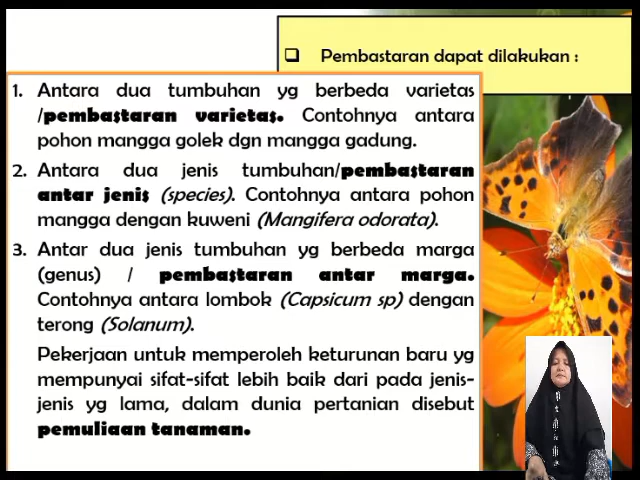 ❑ Pembastaran dapat dilakukan :
1. Antara dua tumbuhan yg berbeda varietas
/pembastaran varietas. Contohnya antara
pohon mangga golek dgn mangga gadung.
2. Antara dua jenis tumbuhan/pembastaran
antar jenis (species). Contohnya antara pohon
mangga dengan kuweni (Mangifera odorata).
3. Antar dua jenis tumbuhan yg berbeda marga
(genus) / pembastaran antar marga.
Contohnya antara lombok (Capsicum sp) dengan
terong (Solanum).
Pekerjaan untuk memperoleh keturunan baru yg
mempunyai sifat-sifat lebih baik dari pada jenis-
jenis yg lama, dalam dunia pertanian disebut
pemuliaan tanaman.